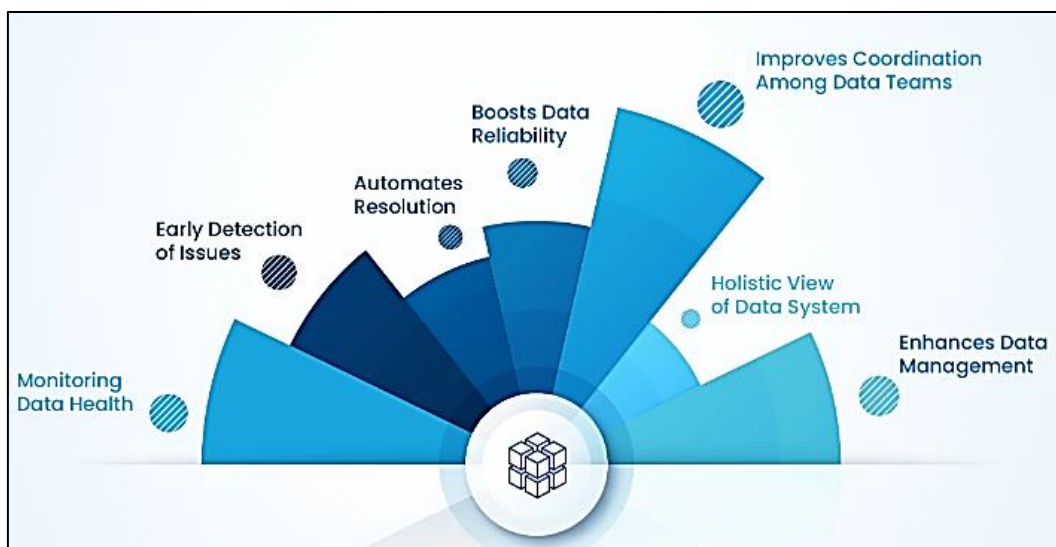 Improves Coordination
Among Data Teams
Boosts Data
Reliability
Automates
Resolution
Early Detection
of Issues
Holistic View
of Data System
Enhances Data
Management
Monitoring
Data Health